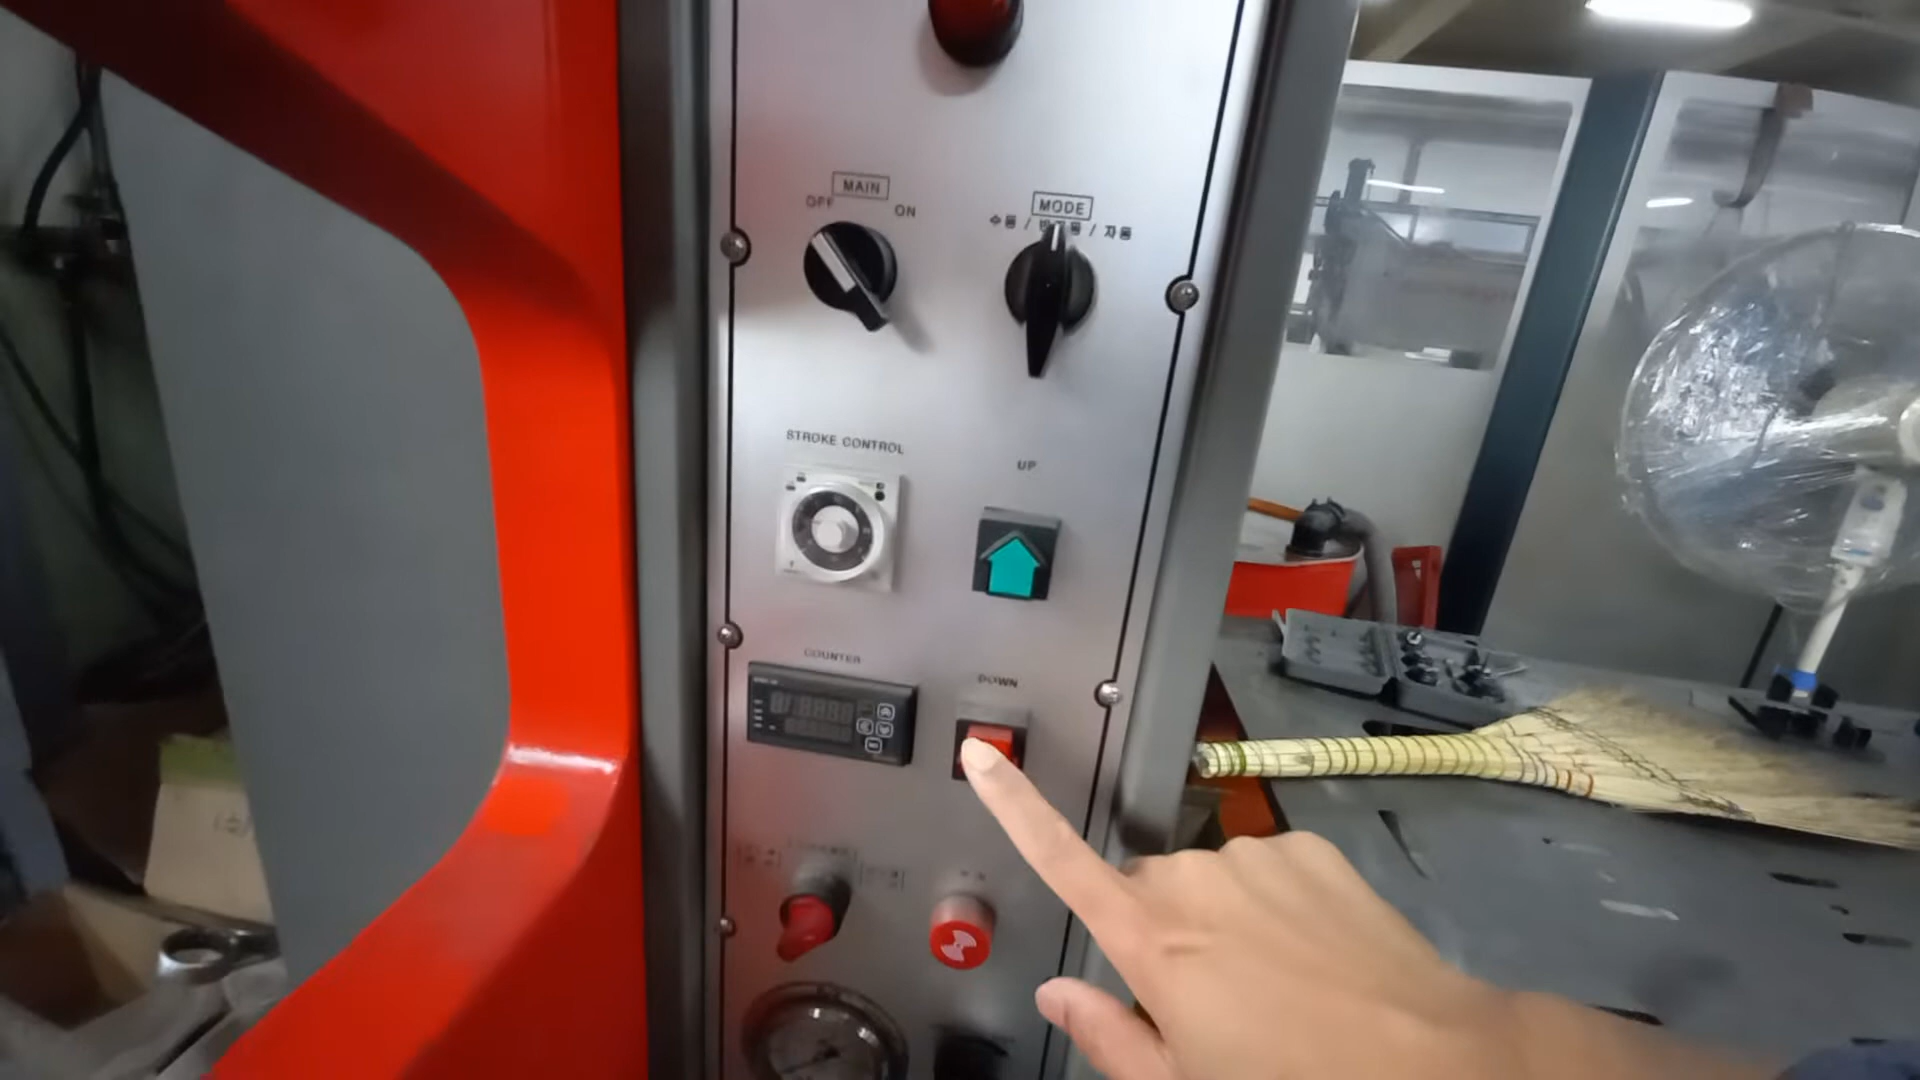 MAIN
OFF
ON
MODE
수동 / 반자동 / 자동
STROKE CONTROL
UP
COUNTER
DOWN